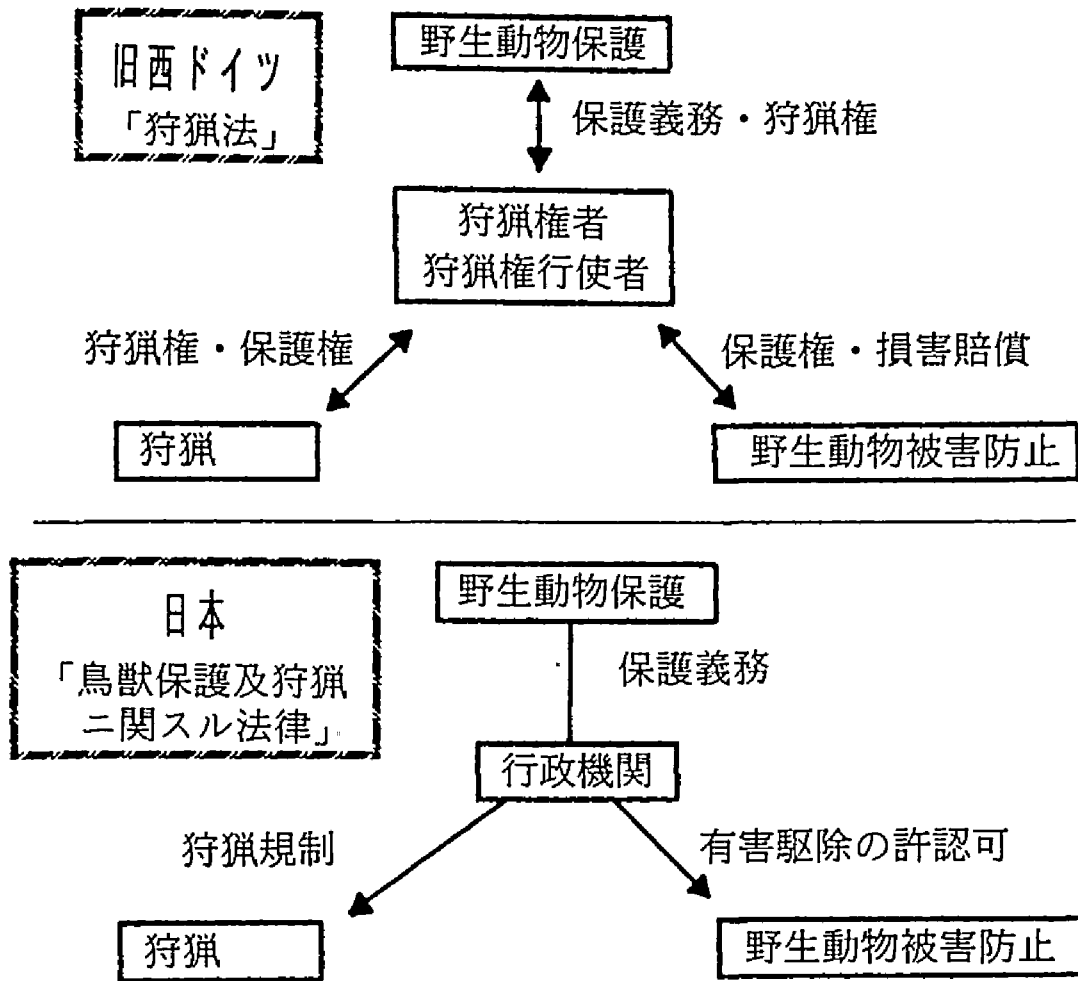 旧西ドイツ
「狩猟法」
野生動物保護
保護義務・狩猟権
狩猟権者
狩猟権行使者
狩猟権・保護権
保護権・損害賠償
狩猟
野生動物被害防止
日本
「鳥獣保護及狩猟
ニ関スル法律」
野生動物保護
保護義務
行政機関
狩猟規制
有害駆除の許認可
狩猟
野生動物被害防止